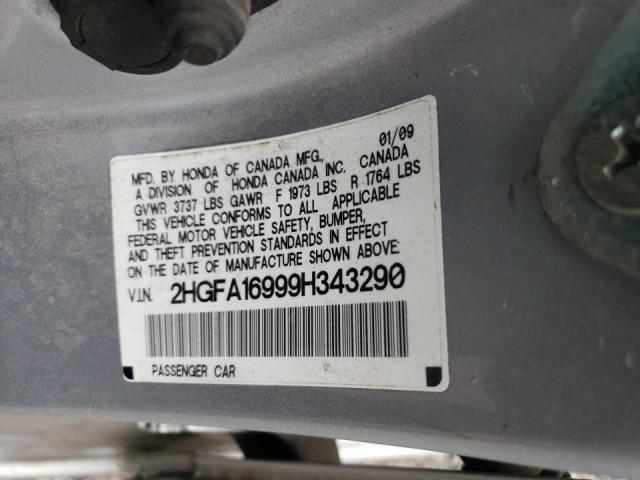 01/09
MFD. BY HONDA OF CANADA MFG.,
A DIVISION OF HONDA CANADA INC. CANADA
GVWR 3737 LBS GAWR F 1973 LBS R 1764 LBS
THIS VEHICLE CONFORMS TO ALL APPLICABLE
FEDERAL MOTOR VEHICLE SAFETY, BUMPER,
AND THEFT PREVENTION STANDARDS IN EFFECT
ON THE DATE OF MANUFACTURE SHOWN ABOVE:
V.I.N. 2HGFA16999H343290
PASSENGER CAR